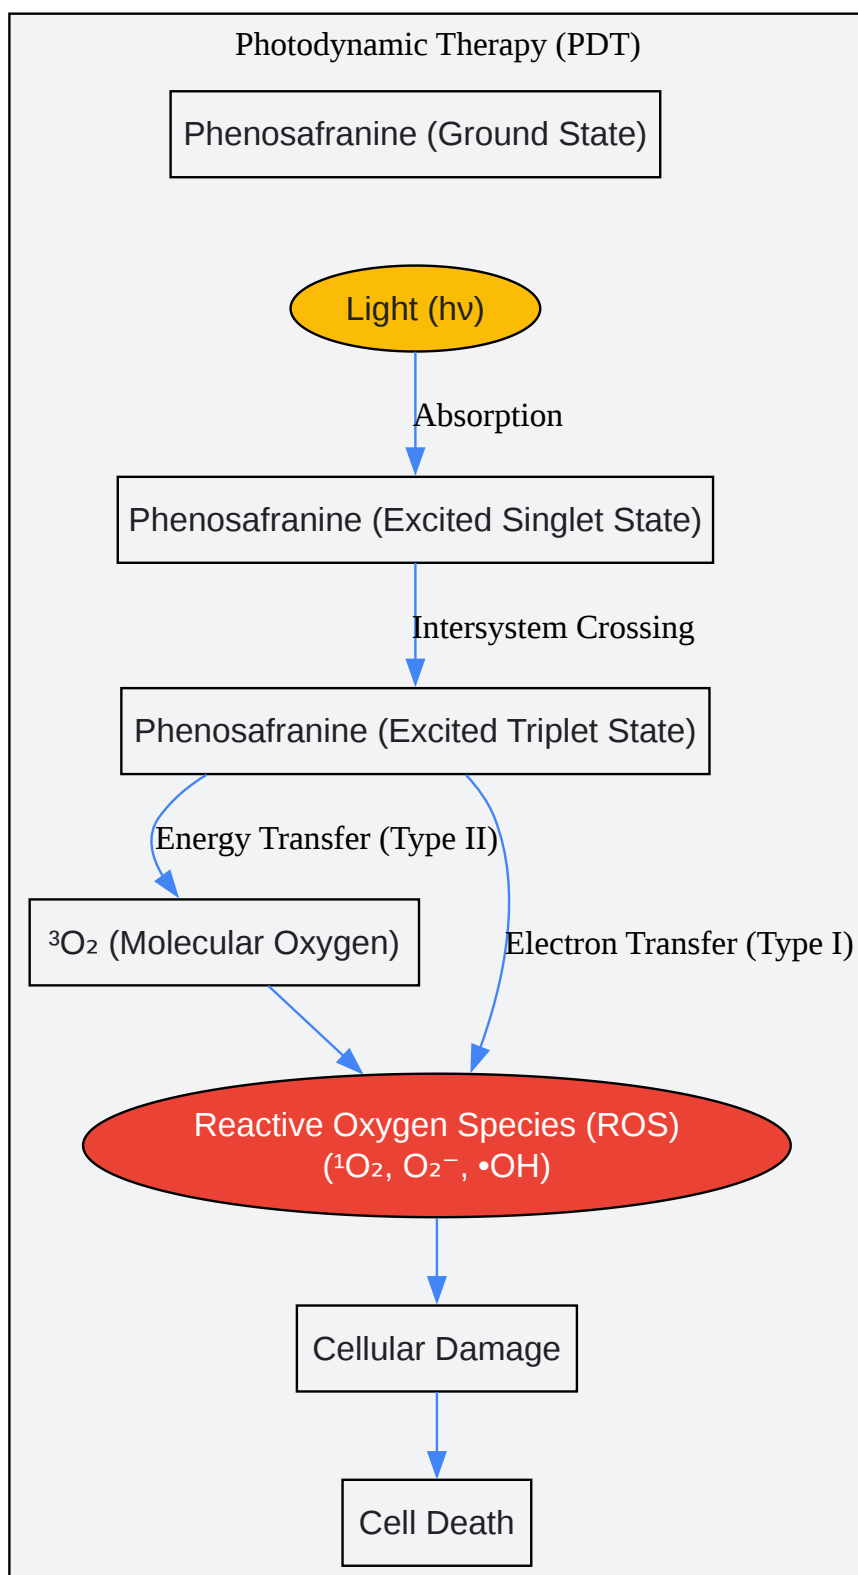 Photodynamic Therapy (PDT)
Phenosafranine (Ground State)
Light (hν)
Absorption
Phenosafranine (Excited Singlet State)
Intersystem Crossing
Phenosafranine (Excited Triplet State)
Energy Transfer (Type II)
³O₂ (Molecular Oxygen)
Electron Transfer (Type I)
Reactive Oxygen Species (ROS)
(¹O₂, O₂⁻, •OH)
Cellular Damage
Cell Death